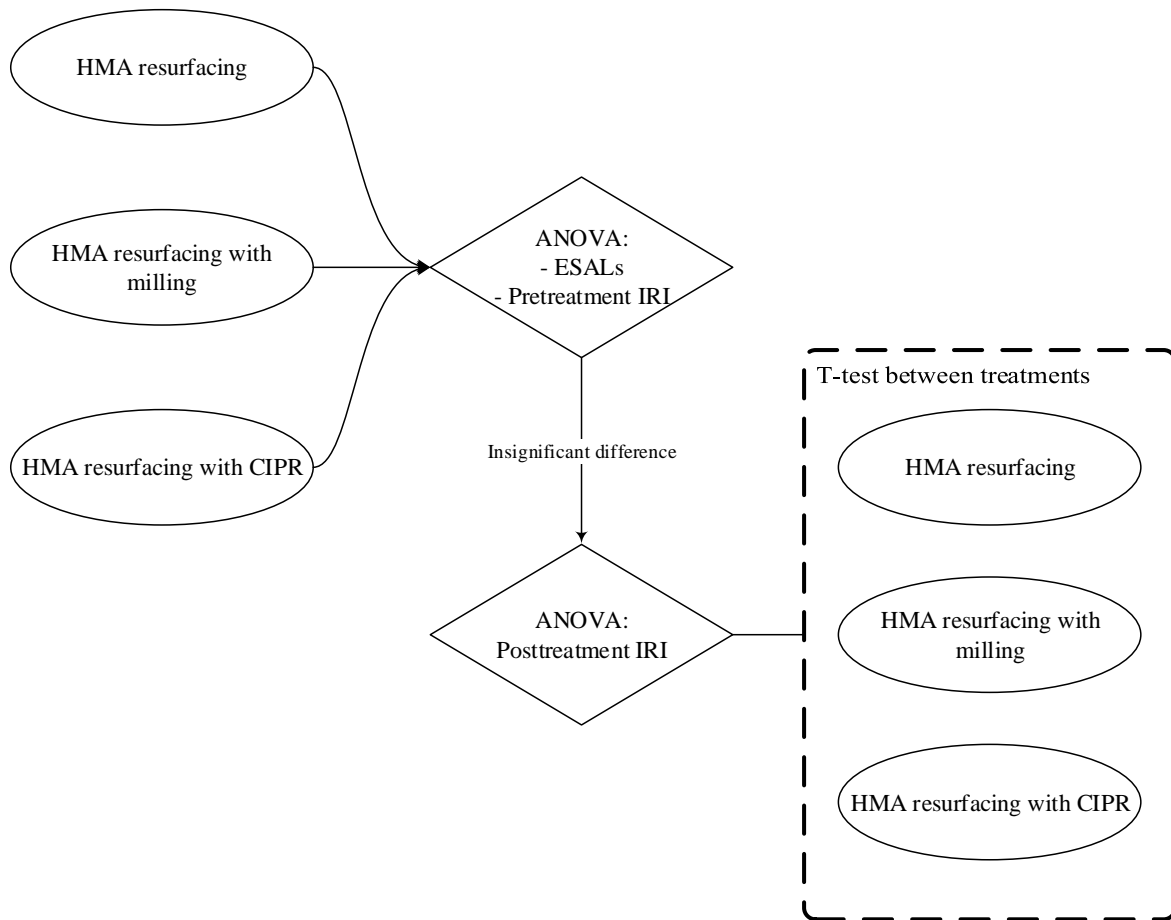 HMA resurfacing
HMA resurfacing with
milling
HMA resurfacing with CIPR
ANOVA:
- ESALs
- Pretreatment IRI
Insignificant difference
ANOVA:
Posttreatment IRI
T-test between treatments
HMA resurfacing
HMA resurfacing with
milling
HMA resurfacing with CIPR